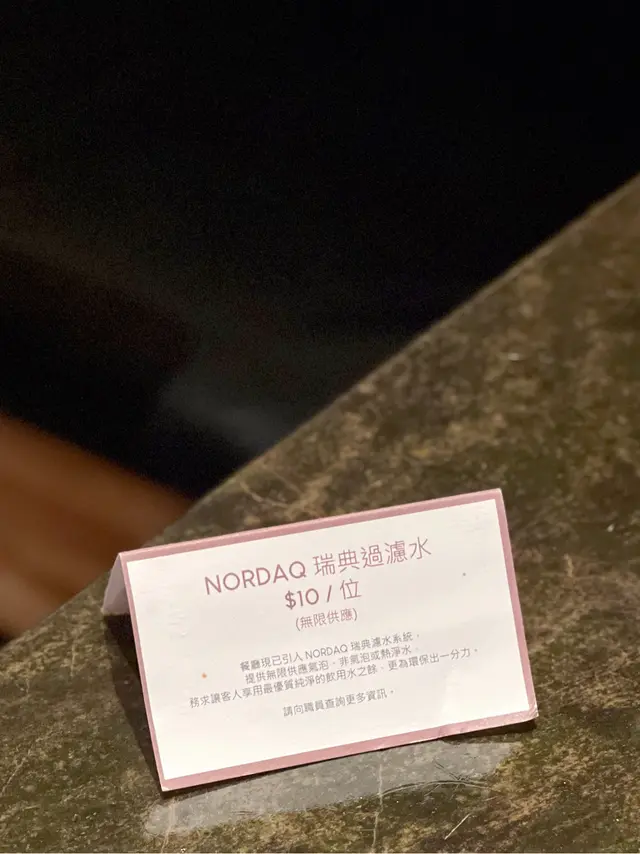 NORDAQ 瑞典過濾水
$10 / 位
(無限供應)
餐廳現已引入 NORDAQ 瑞典濾水系統，
提供無限供應氣泡、非氣泡或熱淨水，
務求讓客人享用最優質純淨的飲用水之餘，更為環保出一分力。
請向職員查詢更多資訊。